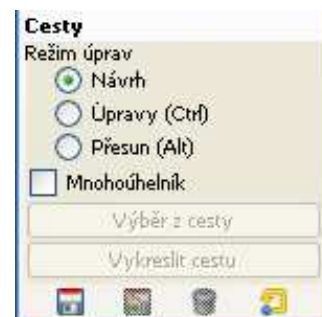 Cesty
Režim úprav
Návrh
Úpravy (Ctrl)
Přesun (Alt)
Mnohoúhelník
Výběr z cesty
Vykreslit cestu